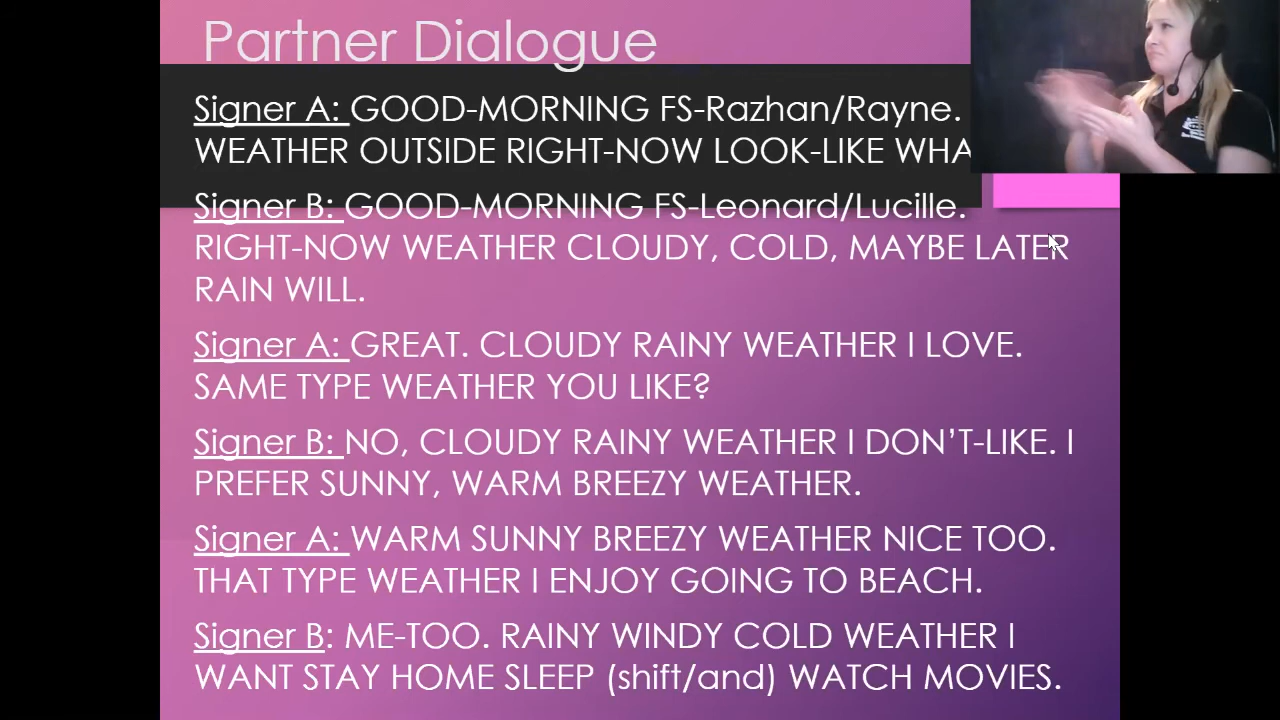 Partner Dialogue
Signer A: GOOD-MORNING FS-Razhan/Rayne.
WEATHER OUTSIDE RIGHT-NOW LOOK-LIKE WHA
Signer B: GOOD-MORNING FS-Leonard/Lucille.
RIGHT-NOW WEATHER CLOUDY, COLD, MAYBE LATER
RAIN WILL.
Signer A: GREAT. CLOUDY RAINY WEATHER I LOVE.
SAME TYPE WEATHER YOU LIKE?
Signer B: NO, CLOUDY RAINY WEATHER I DON’T-LIKE. I
PREFER SUNNY, WARM BREEZY WEATHER.
Signer A: WARM SUNNY BREEZY WEATHER NICE TOO.
THAT TYPE WEATHER I ENJOY GOING TO BEACH.
Signer B: ME-TOO. RAINY WINDY COLD WEATHER I
WANT STAY HOME SLEEP (shift/and) WATCH MOVIES.